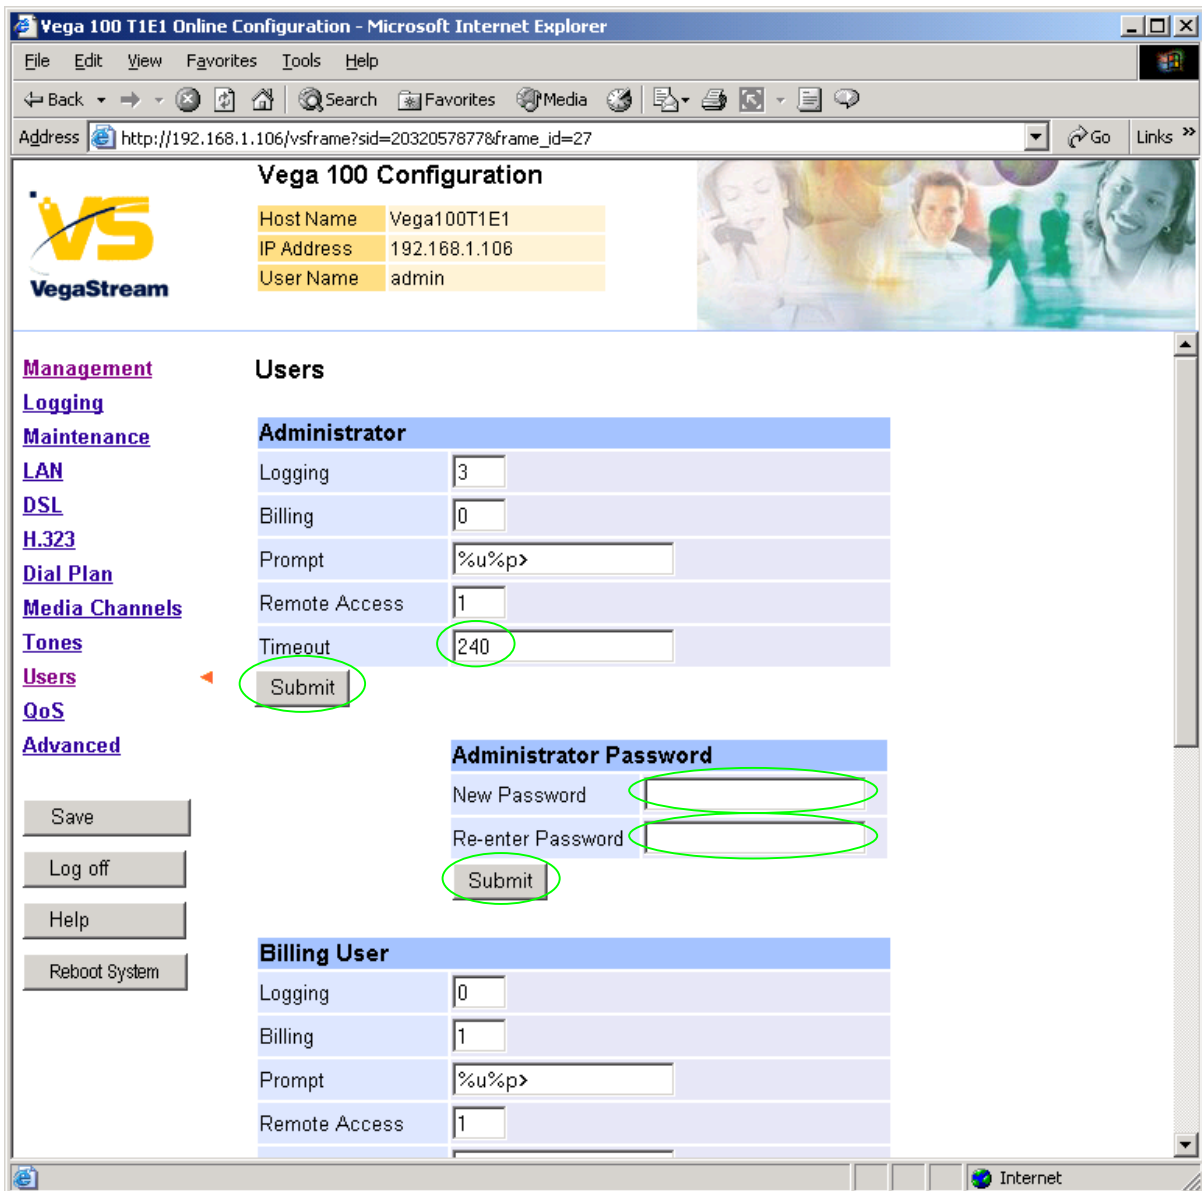 Vega 100 T1E1 Online Configuration - Microsoft Internet Explorer
File Edit View Favorites Tools Help
Back Search Favorites Media
Address http://192.168.1.106/vsframe?sid=2032057877&frame_id=27 Go Links »
VS
VegaStream
Vega 100 Configuration
Host Name Vega100T1E1
IP Address 192.168.1.106
User Name admin
Management
Logging
Maintenance
LAN
DSL
H.323
Dial Plan
Media Channels
Tones
Users
QoS
Advanced
Save
Log off
Help
Reboot System
Users
Administrator
Logging 3
Billing 0
Prompt %u%p>
Remote Access 1
Timeout 240
Submit
Administrator Password
New Password
Re-enter Password
Submit
Billing User
Logging 0
Billing 1
Prompt %u%p>
Remote Access 1
Internet